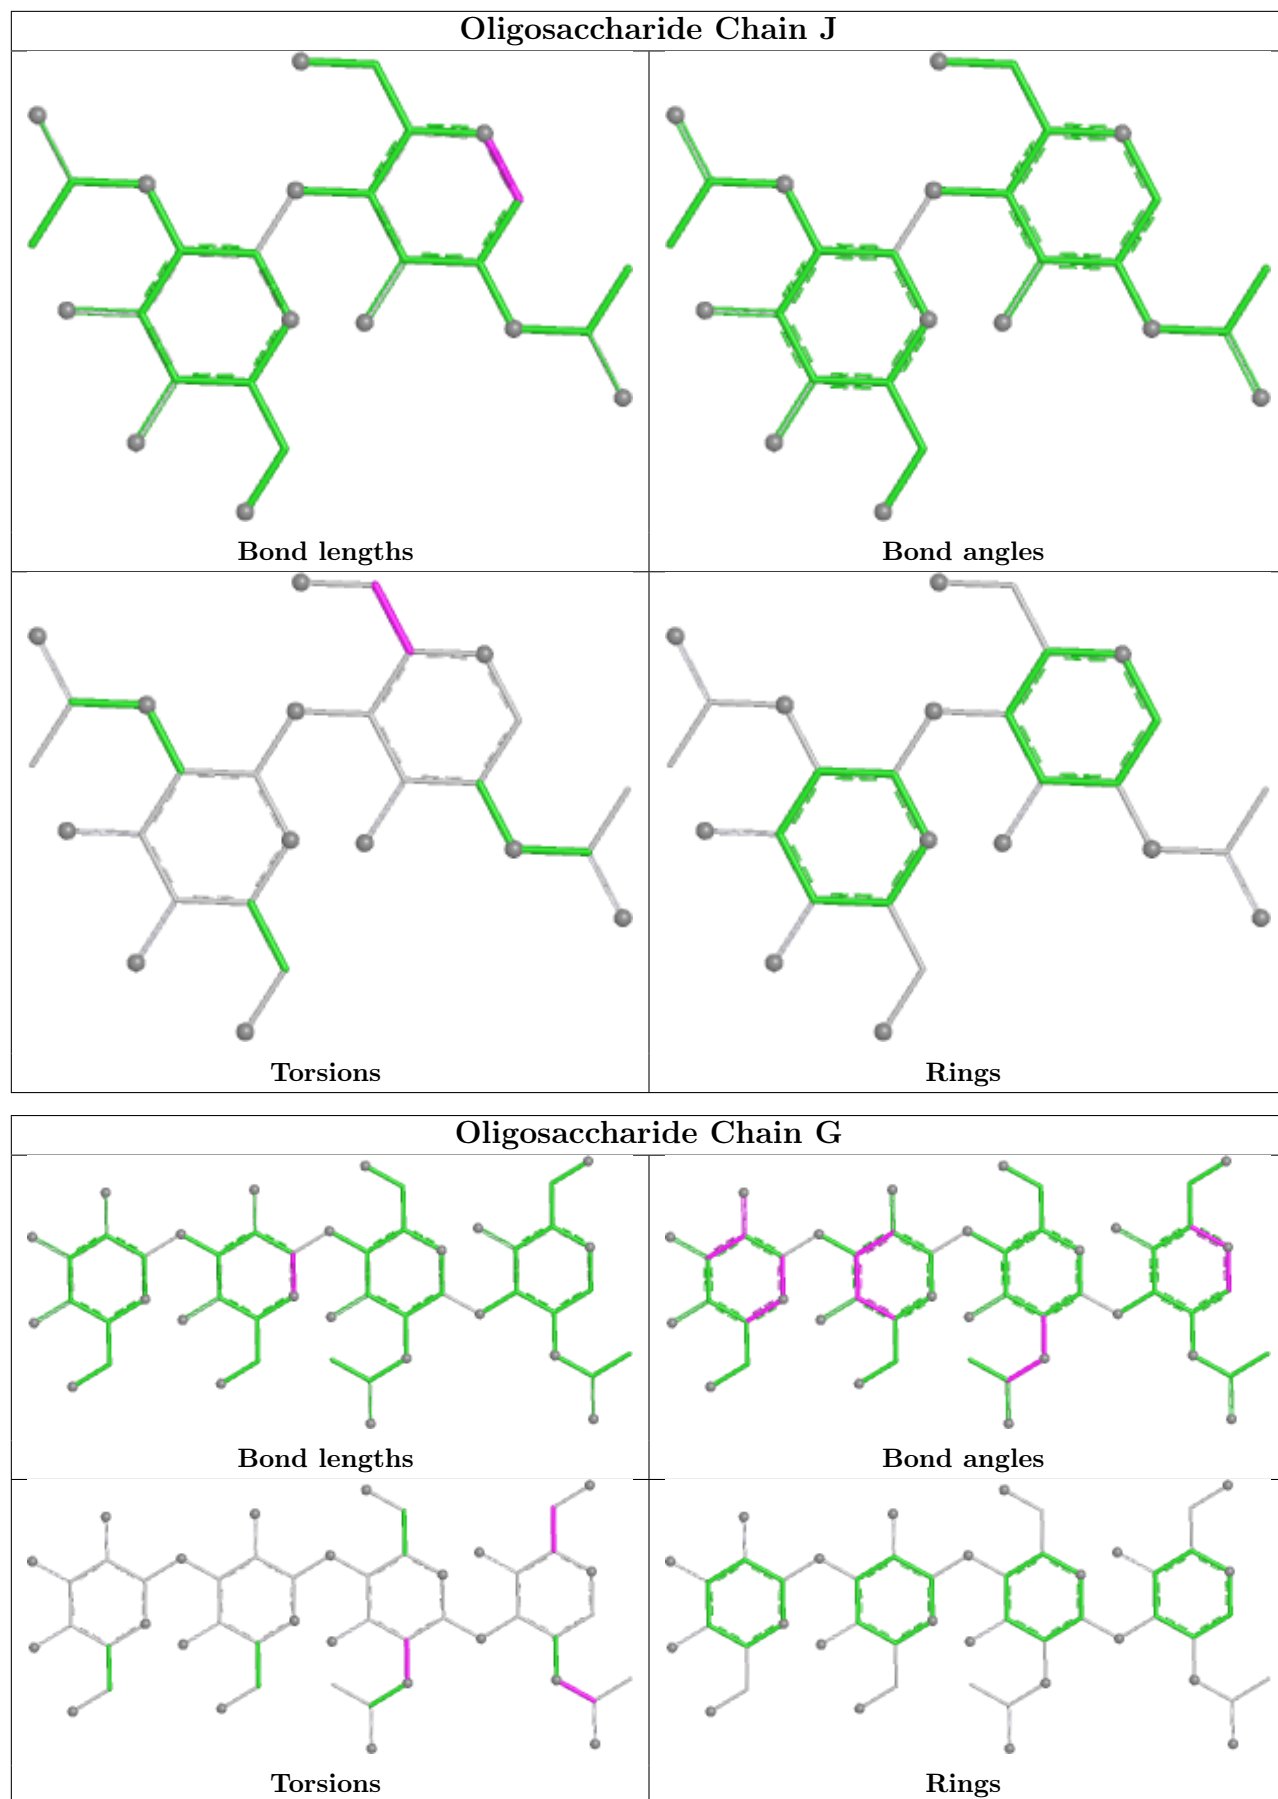 Oligosaccharide Chain J
Bond lengths
Bond angles
Torsions
Rings
Oligosaccharide Chain G
Bond lengths
Bond angles
Torsions
Rings